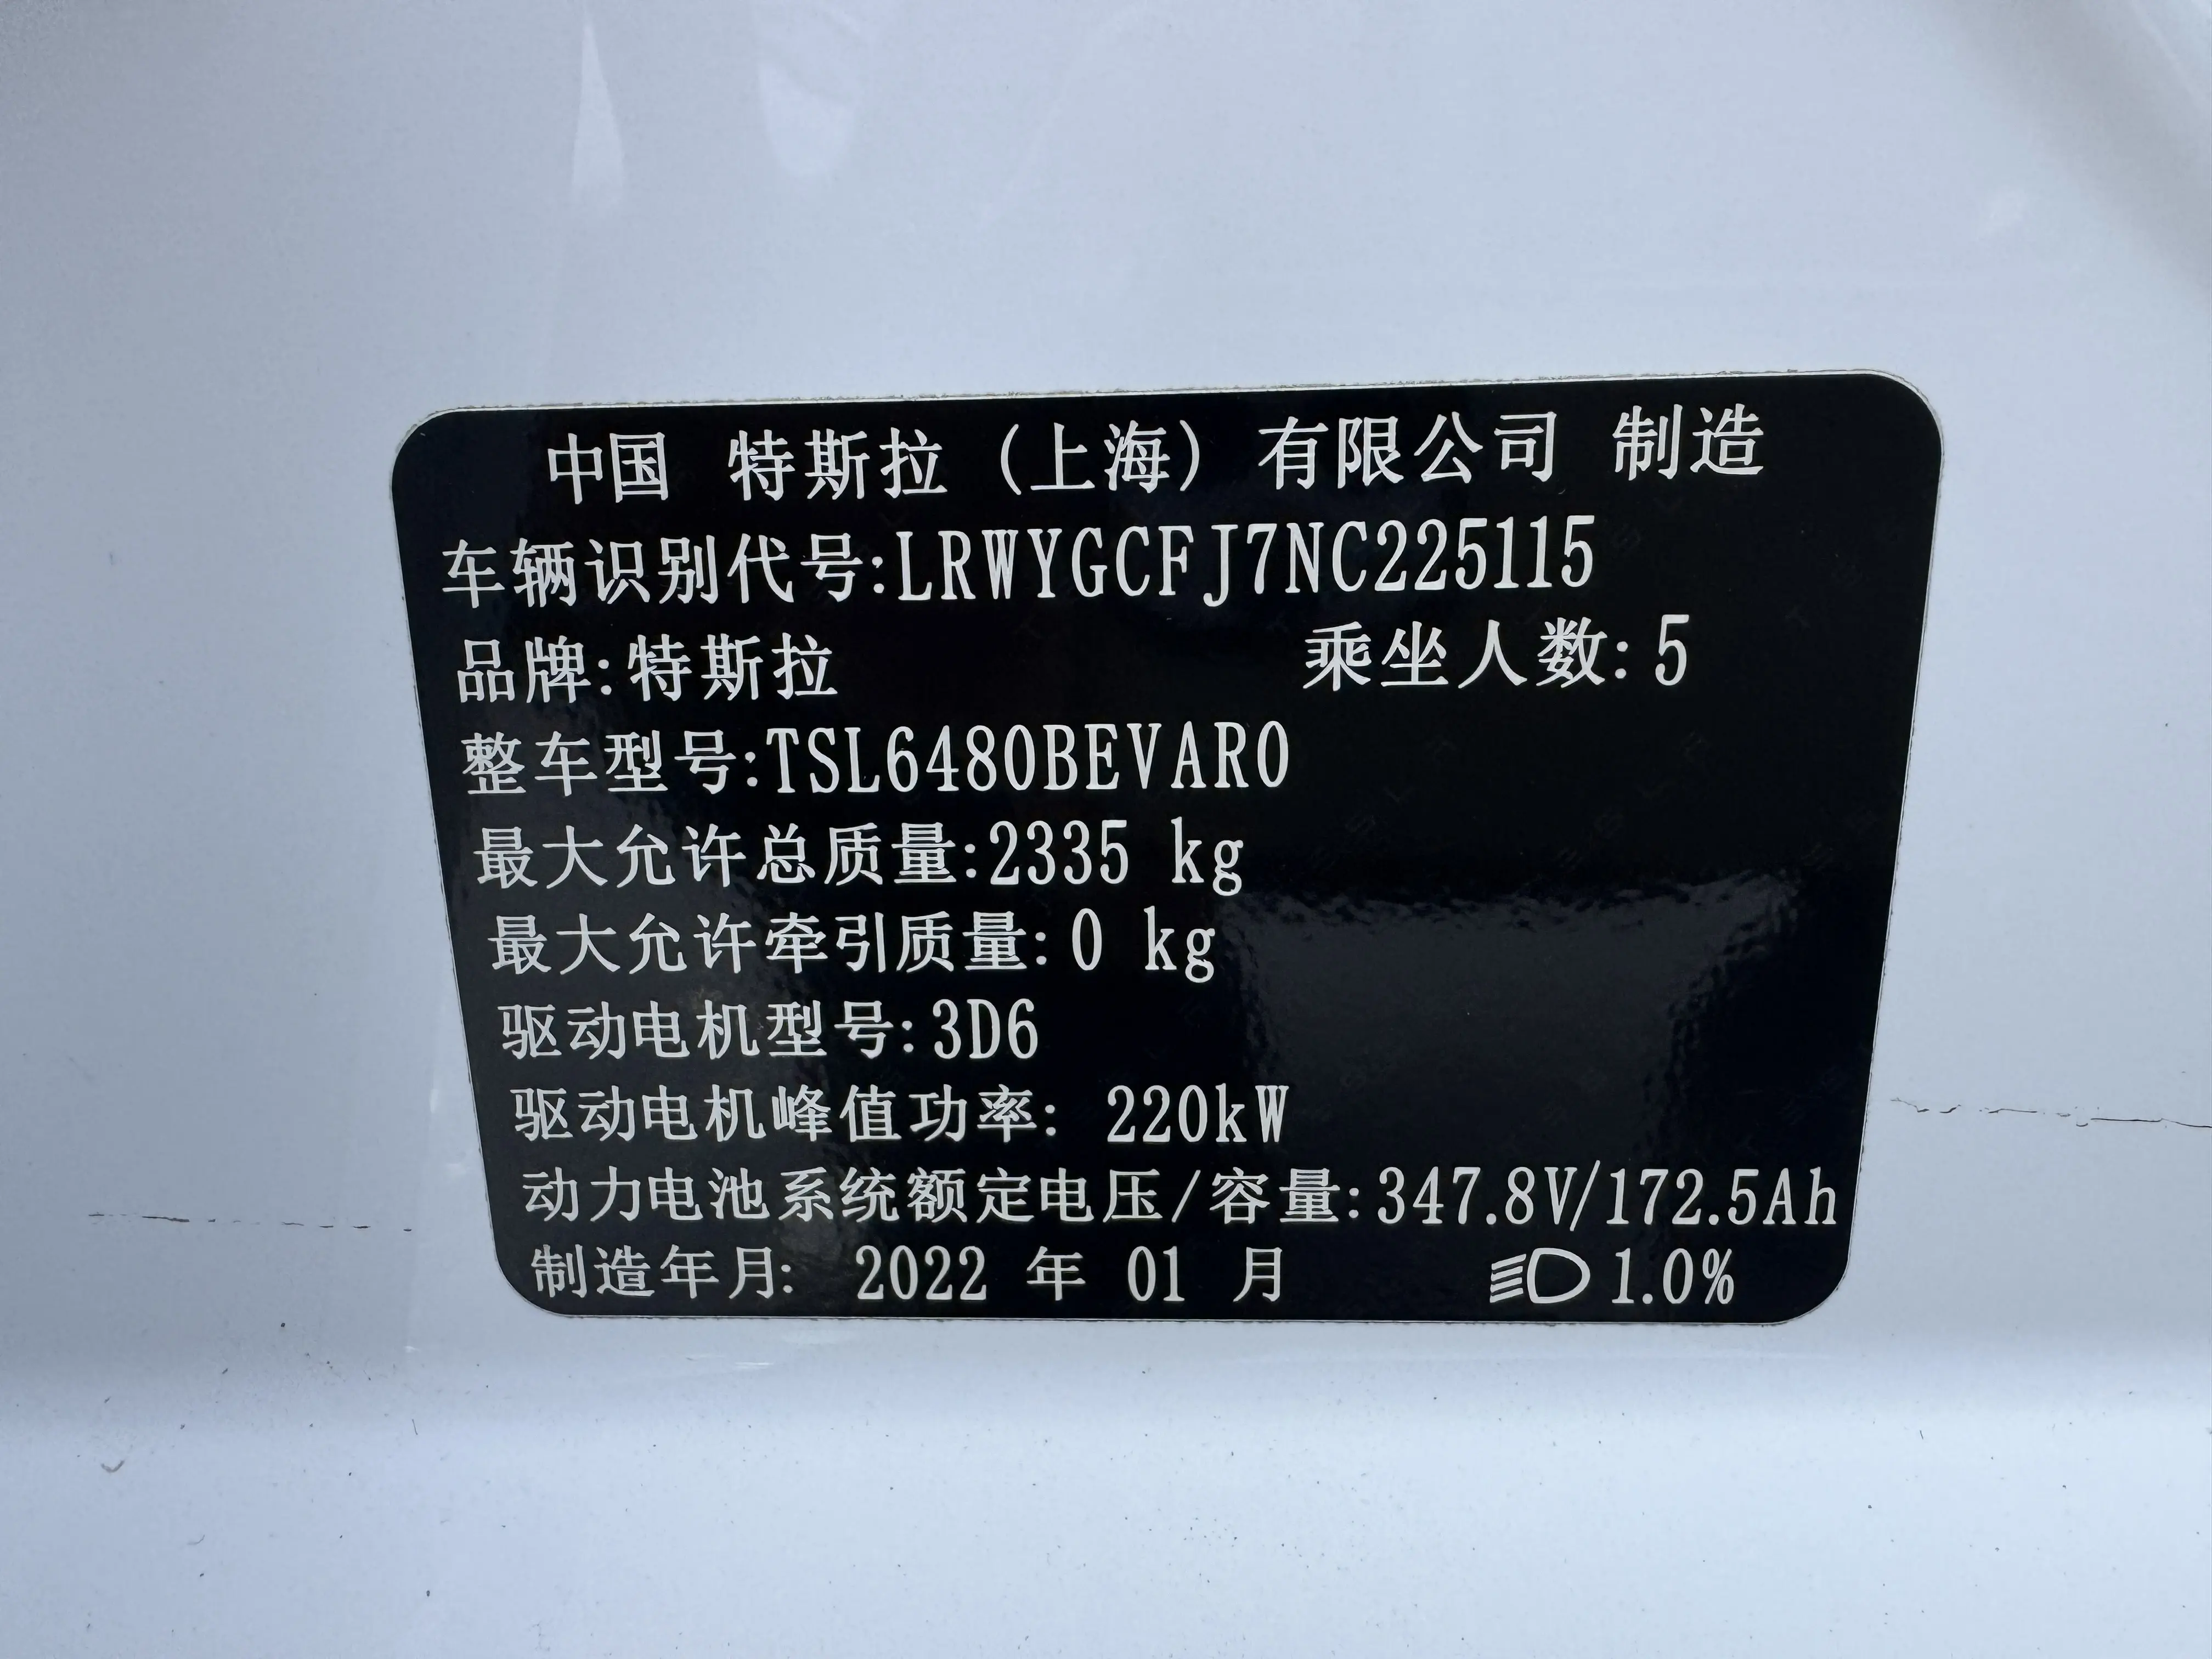 中国 特斯拉（上海）有限公司 制造
车辆识别代号:LRWYGCFJ7NC225115
品牌:特斯拉 乘坐人数:5
整车型号:TSL6480BEVAR0
最大允许总质量:2335 kg
最大允许牵引质量:0 kg
驱动电机型号:3D6
驱动电机峰值功率: 220kW
动力电池系统额定电压/容量:347.8V/172.5Ah
制造年月: 2022 年 01 月 1.0%